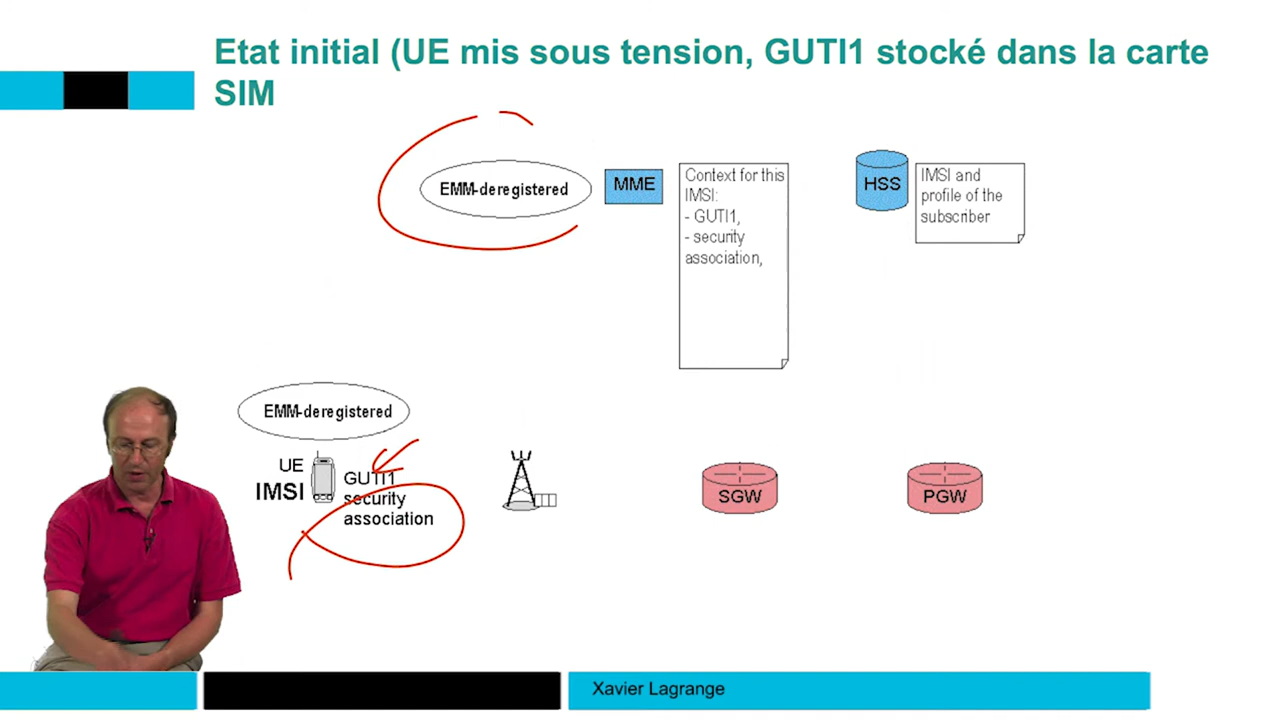 Etat initial (UE mis sous tension, GUTI1 stocké dans la carte
SIM
EMM-deregistered
MME
Context for this
IMSI:
- GUTI1,
- security
association,
HSS
IMSI and
profile of the
subscriber
EMM-deregistered
UE
IMSI
GUTI1
security
association
SGW
PGW
Xavier Lagrange